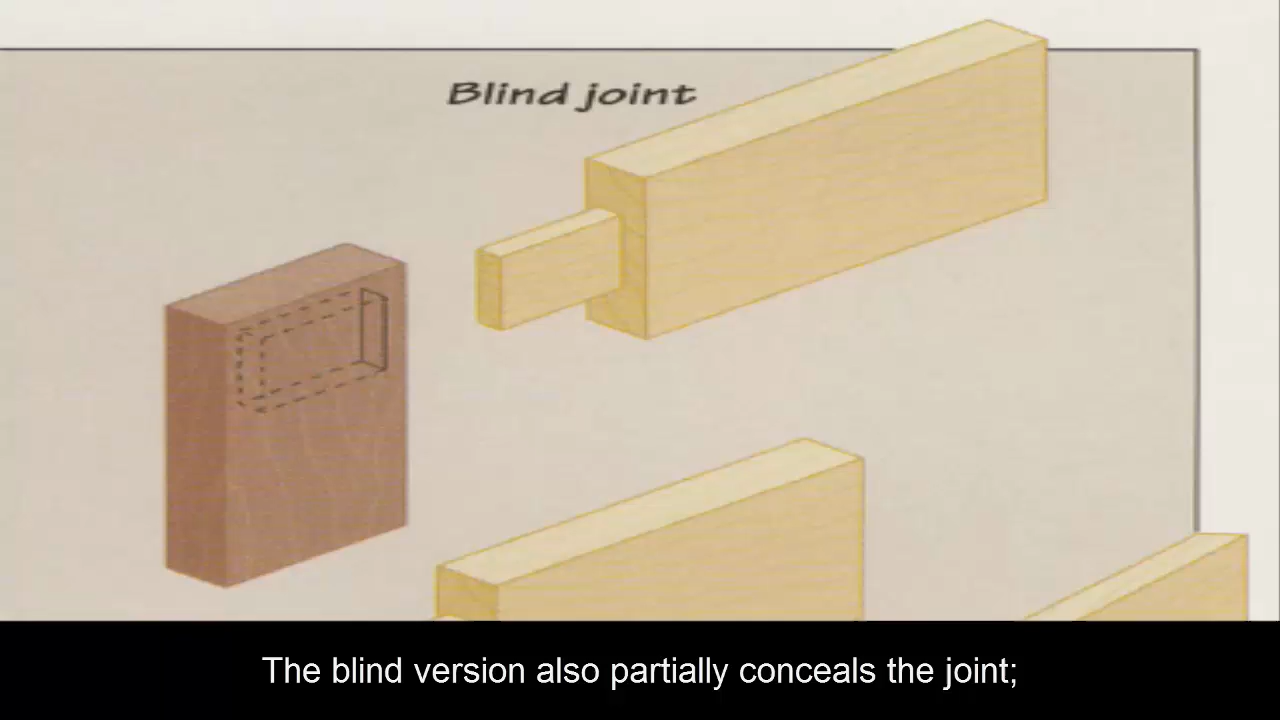 Blind joint
The blind version also partially conceals the joint;